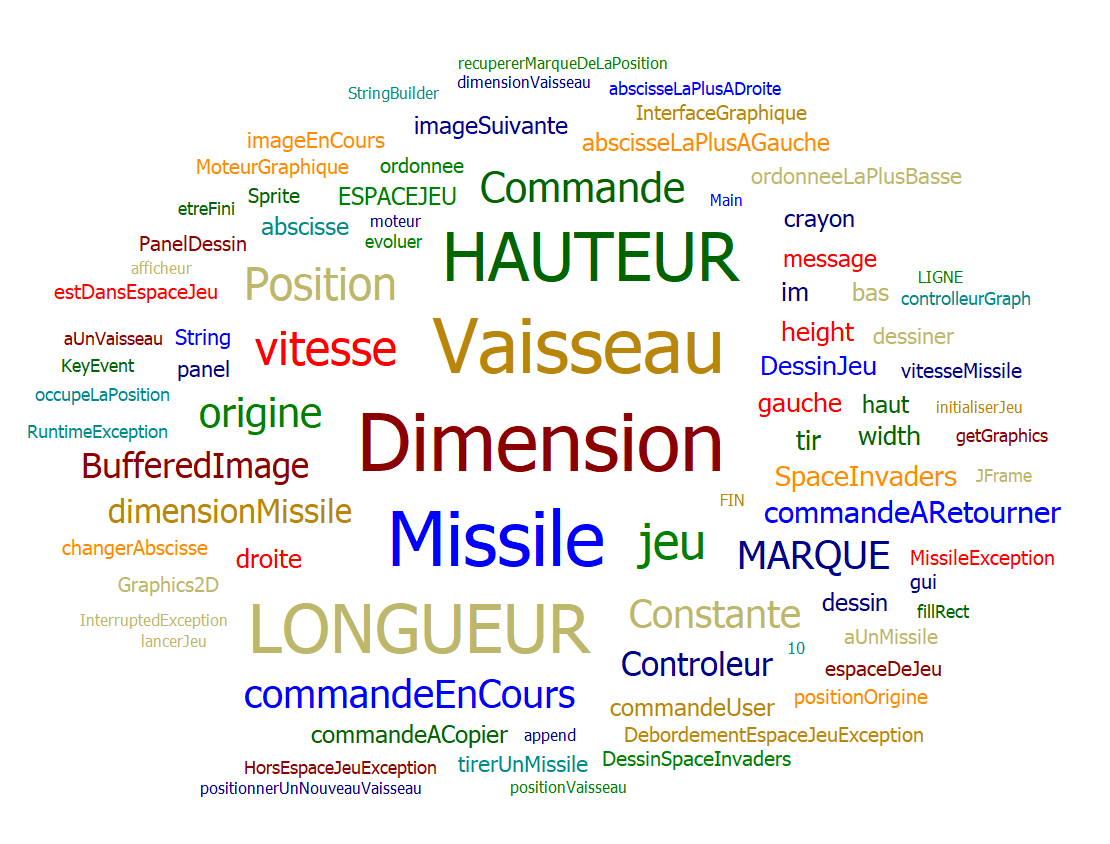 recupererMarqueDeLaPosition
dimensionVaisseau
StringBuilder
abscisseLaPlusADroite
InterfaceGraphique
imageSuivante
imageEnCours
abscisseLaPlusAGauche
MoteurGraphique
ordonnee
ordonneeLaPlusBasse
etreFini
Sprite
ESPACEJEU
Commande
Main
abscisse
moteur
crayon
PanelDessin
evoluer
HAUTEUR
message
afficheur
LIGNE
estDansEspaceJeu
Position
im
bas
controlleurGraph
aUnVaisseau
String
vitesse
Vaisseau
height
dessiner
KeyEvent
panel
DessinJeu
vitesseMissile
occupeLaPosition
origine
gauche
haut
initialiserJeu
RuntimeException
Dimension
tir
width
getGraphics
BufferedImage
SpaceInvaders
JFrame
dimensionMissile
FIN
commandeARetourner
changerAbscisse
droite
Missile
jeu
MARQUE
MissileException
Graphics2D
gui
InterruptedException
LONGUEUR
Constante
dessin
fillRect
lancerJeu
aUnMissile
10
Controleur
espaceDeJeu
commandeEnCours
commandeUser
positionOrigine
commandeACopier
append
DebordementEspaceJeuException
HorsEspaceJeuException
tirerUnMissile
DessinSpaceInvaders
positionnerUnNouveauVaisseau
positionVaisseau